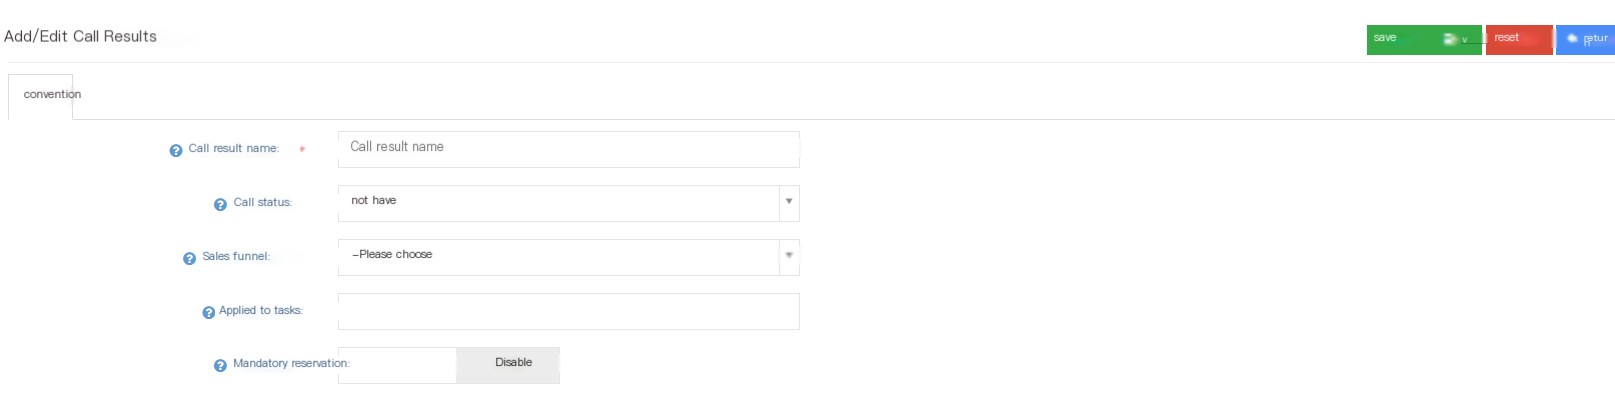 Add/Edit Call Results
save
v
reset
return
convention
Call result name: *
Call result name
Call status:
not have
Sales funnel:
–Please choose
Applied to tasks:
Mandatory reservation:
Disable